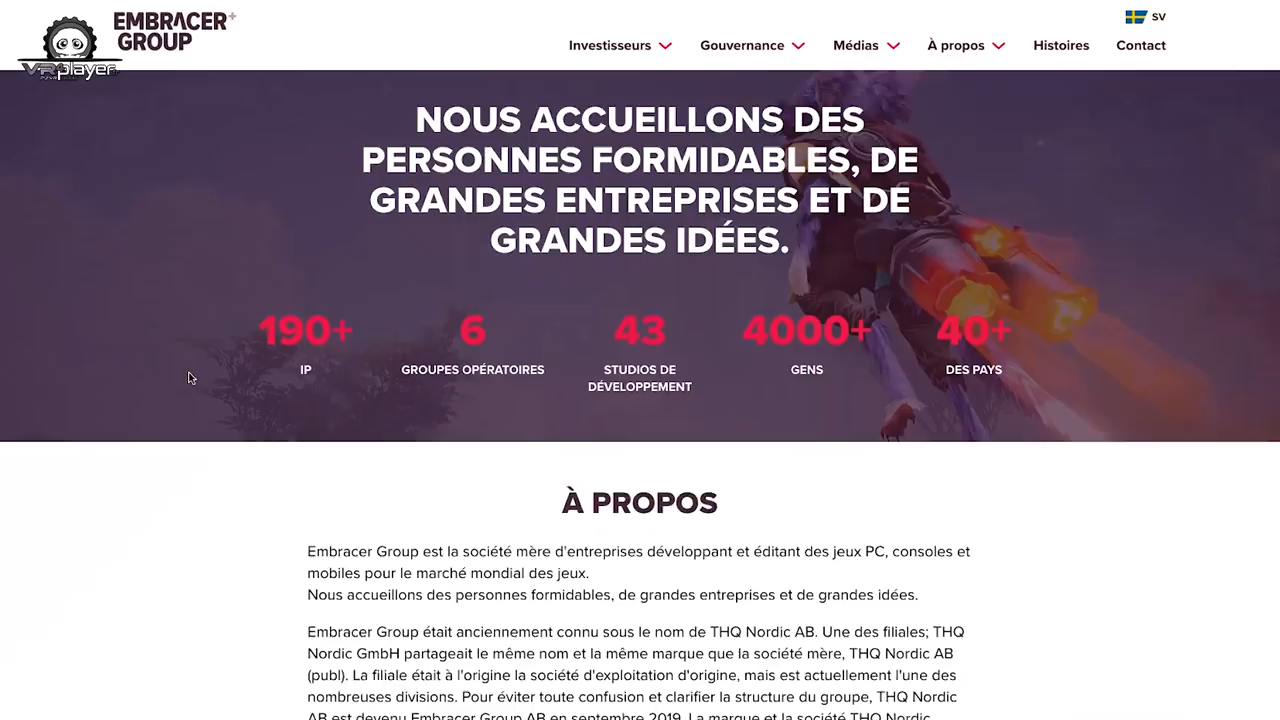 EMBRACER+
GROUP
VR4player.fr
SV
Investisseurs
Gouvernance
Médias
À propos
Histoires
Contact
NOUS ACCUEILLONS DES
PERSONNES FORMIDABLES, DE
GRANDES ENTREPRISES ET DE
GRANDES IDÉES.
190+
6
43
4000+
40+
IP
GROUPES OPÉRATOIRES
STUDIOS DE
DÉVELOPPEMENT
GENS
DES PAYS
À PROPOS
Embracer Group est la société mère d'entreprises développant et éditant des jeux PC, consoles et
mobiles pour le marché mondial des jeux.
Nous accueillons des personnes formidables, de grandes entreprises et de grandes idées.
Embracer Group était anciennement connu sous le nom de THQ Nordic AB. Une des filiales; THQ
Nordic GmbH partageait le même nom et la même marque que la société mère, THQ Nordic AB
(publ). La filiale était à l'origine la société d'exploitation d'origine, mais est actuellement l'une des
nombreuses divisions. Pour éviter toute confusion et clarifier la structure du groupe, THQ Nordic
AB est devenu Embracer Group AB en septembre 2019. La marque et la société THQ Nordic